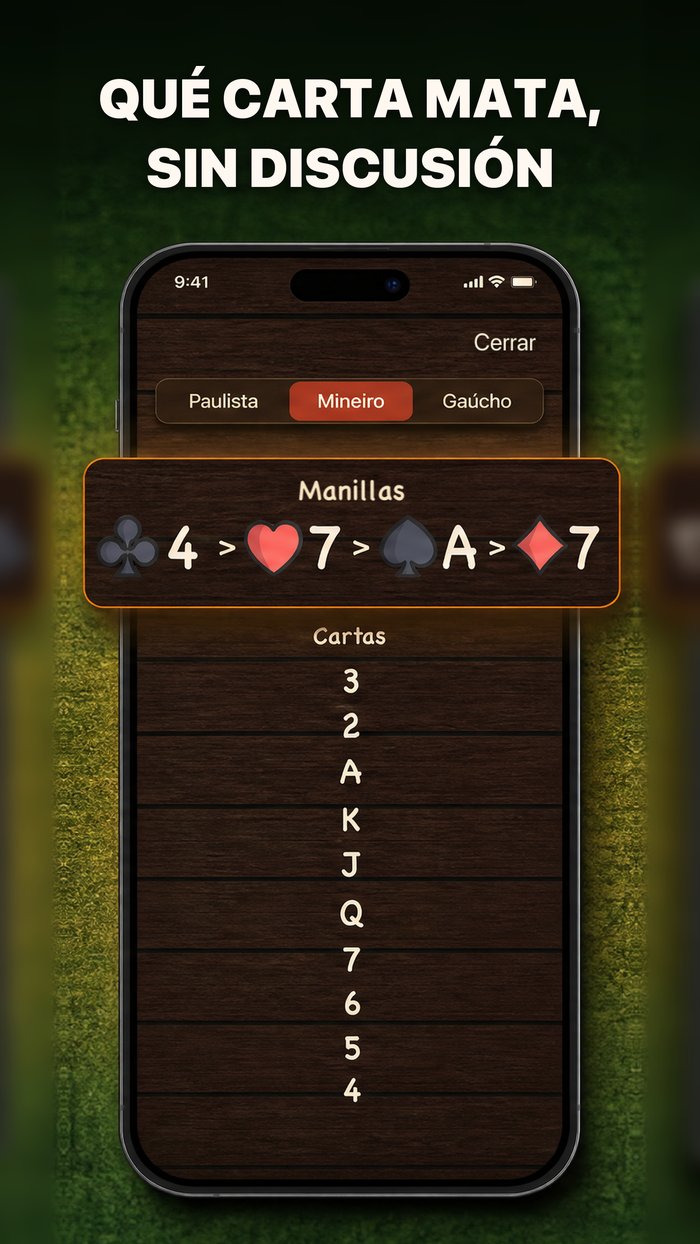 QUÉ CARTA MATA,
SIN DISCUSIÓN
9:41
Cerrar
Paulista Mineiro Gaúcho
Manillas
4 > 7 > A > 7
Cartas
3
2
A
K
J
Q
7
6
5
4